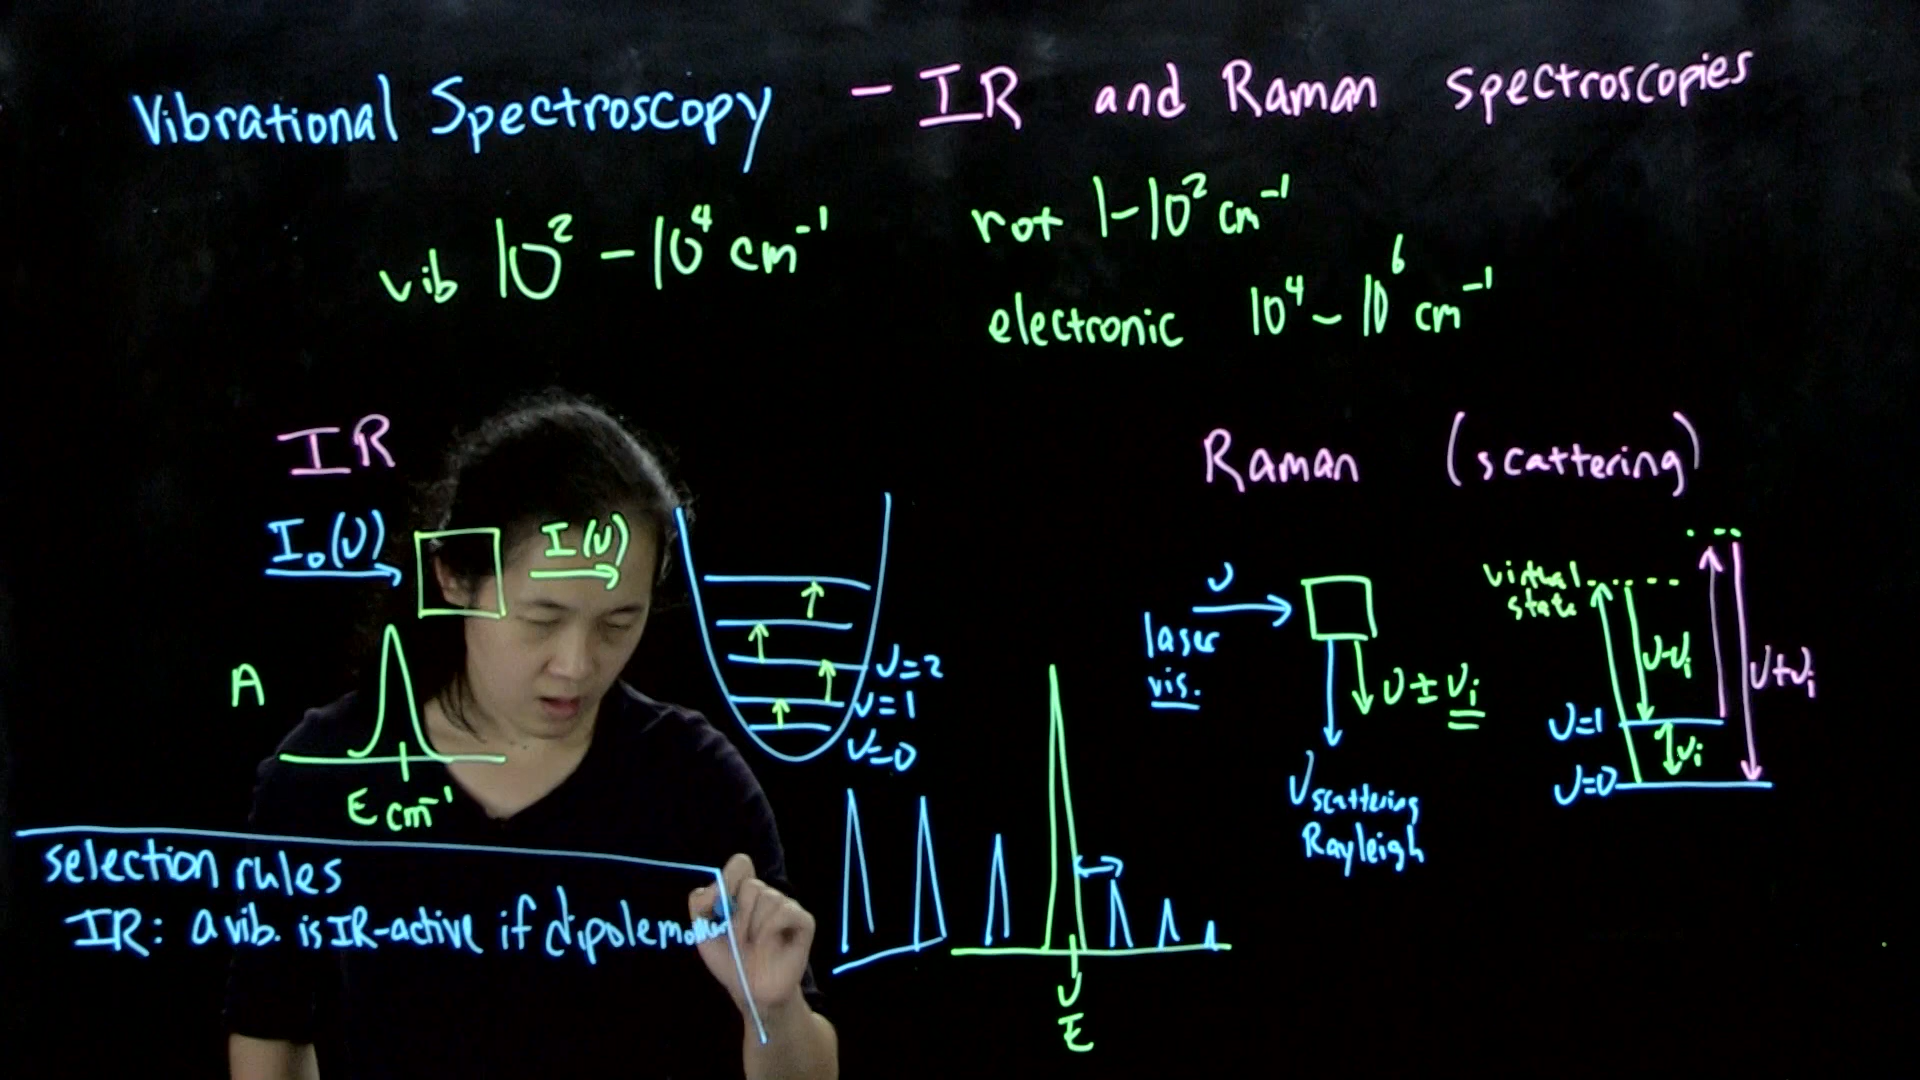 Vibrational Spectroscopy - IR and Raman Spectroscopies
vib 10² - 10⁴ cm⁻¹
rot 1-10² cm⁻¹
electronic 10⁴ - 10⁶ cm⁻¹
IR
I₀(ν)
I(ν)
A
E cm⁻¹
ν=2
ν=1
ν=0
Raman (scattering)
ν
laser
vis.
ν ± νᵢ
ν scattering
Rayleigh
virtual
state
ν-νᵢ
ν+νᵢ
ν=1
νᵢ
ν=0
ν
E
selection rules
IR: a vib. is IR-active if dipole moment